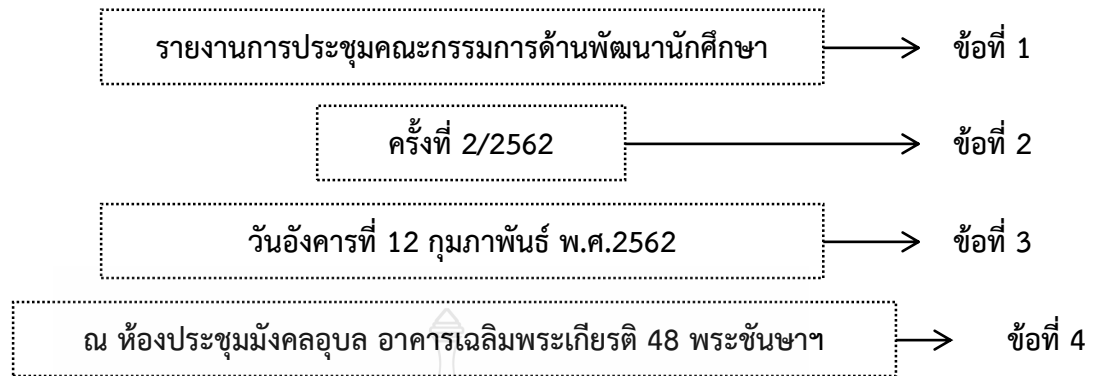 รายงานการประชุมคณะกรรมการด้านพัฒนานักศึกษา ข้อที่ 1
ครั้งที่ 2/2562 ข้อที่ 2
วันอังคารที่ 12 กุมภาพันธ์ พ.ศ.2562 ข้อที่ 3
ณ ห้องประชุมมังคลอุบล อาคารเฉลิมพระเกียรติ 48 พระชันษาฯ ข้อที่ 4